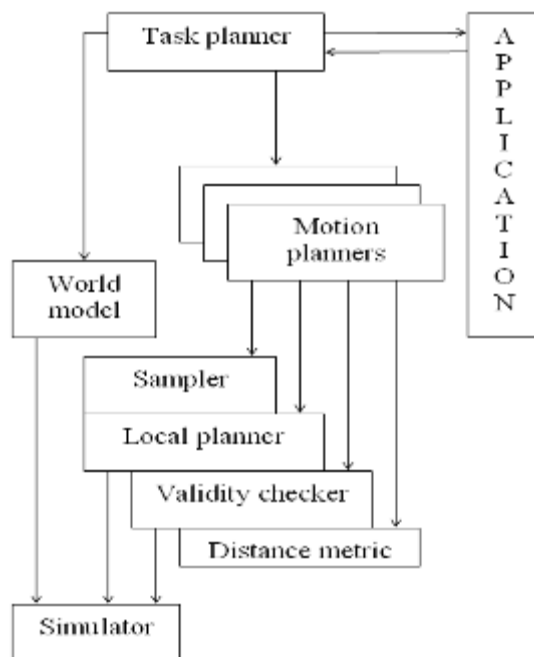 Task planner
A
P
P
L
I
C
A
T
I
O
N
Motion
planners
World
model
Sampler
Local planner
Validity checker
Distance metric
Simulator